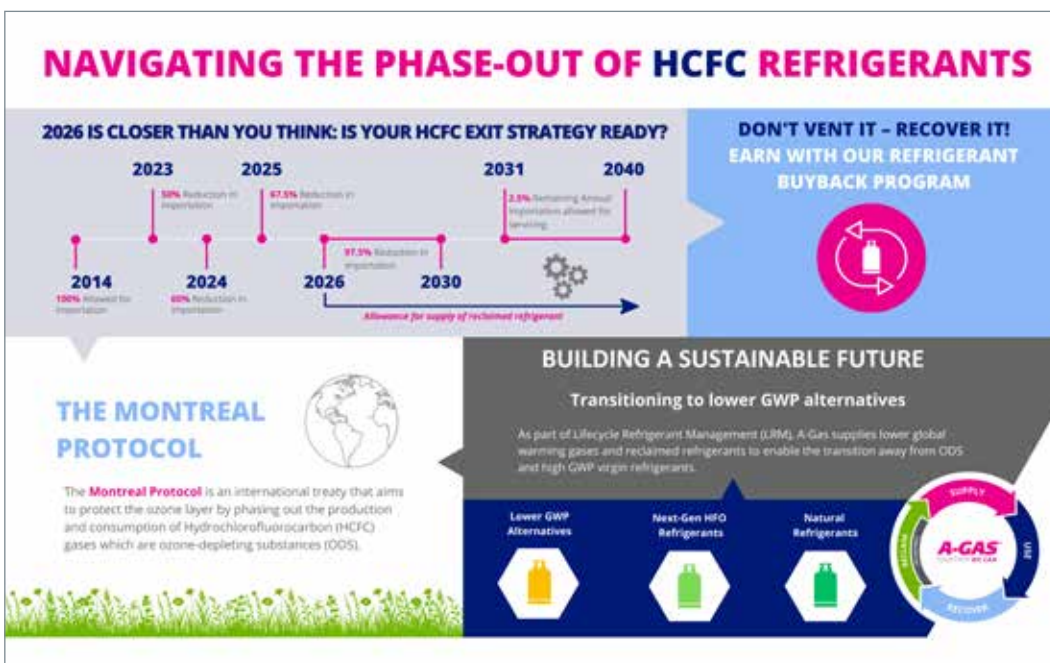 NAVIGATING THE PHASE-OUT OF HCFC REFRIGERANTS
2026 IS CLOSER THAN YOU THINK: IS YOUR HCFC EXIT STRATEGY READY?
2023
50% Reduction in
Importation
2025
67.5% Reduction in
Importation
2031
2.5% Remaining Annual
Importation allowed for
Servicing
2040
2014
100% Allowed for
Importation
2024
60% Reduction in
Importation
97.5% Reduction in
Importation
2026
2030
Allowance for supply of reclaimed refrigerant
DON'T VENT IT – RECOVER IT!
EARN WITH OUR REFRIGERANT
BUYBACK PROGRAM
THE MONTREAL
PROTOCOL
The Montreal Protocol is an international treaty that aims
to protect the ozone layer by phasing out the production
and consumption of Hydrochlorofluorocarbon (HCFC)
gases which are ozone-depleting substances (ODS).
BUILDING A SUSTAINABLE FUTURE
Transitioning to lower GWP alternatives
As part of Lifecycle Refrigerant Management (LRM), A-Gas supplies lower global
warming gases and reclaimed refrigerants to enable the transition away from ODS
and high GWP virgin refrigerants.
Lower GWP
Alternatives
Next-Gen HFO
Refrigerants
Natural
Refrigerants
SUPPLY
USE
RECOVER
A-GAS